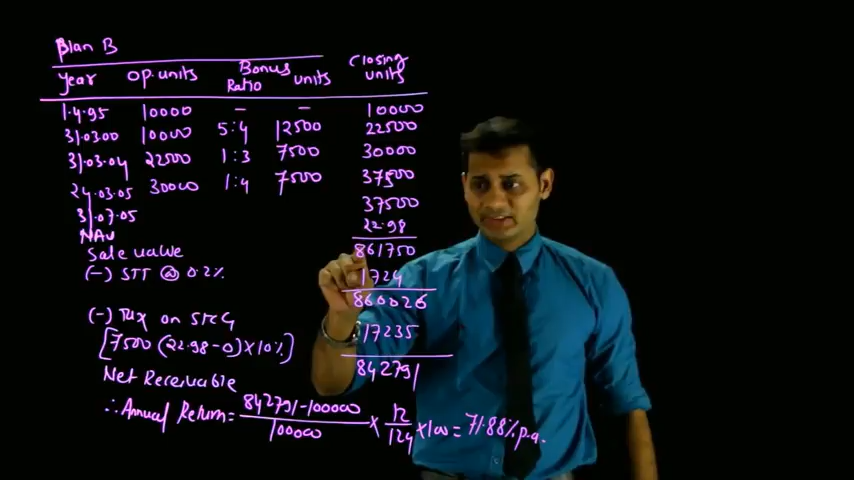 Plan B
Year Op. units Bonus Ratio units Closing units
1.4.95 10000 - - 10000
31.03.00 10000 5:4 12500 22500
31.03.04 22500 1:3 7500 30000
24.03.05 30000 1:4 7500 37500
31.07.05 37500
NAV 22.98
Sale value 861750
(-) STT @ 0.2% 1724
860026
(-) Tax on STCG 17235
[7500 (22.98-0) × 10%]
Net Receivable 842791
∴ Annual Return = 842791-100000 / 100000 × 12 / 124 × 100 = 71.88% p.a.